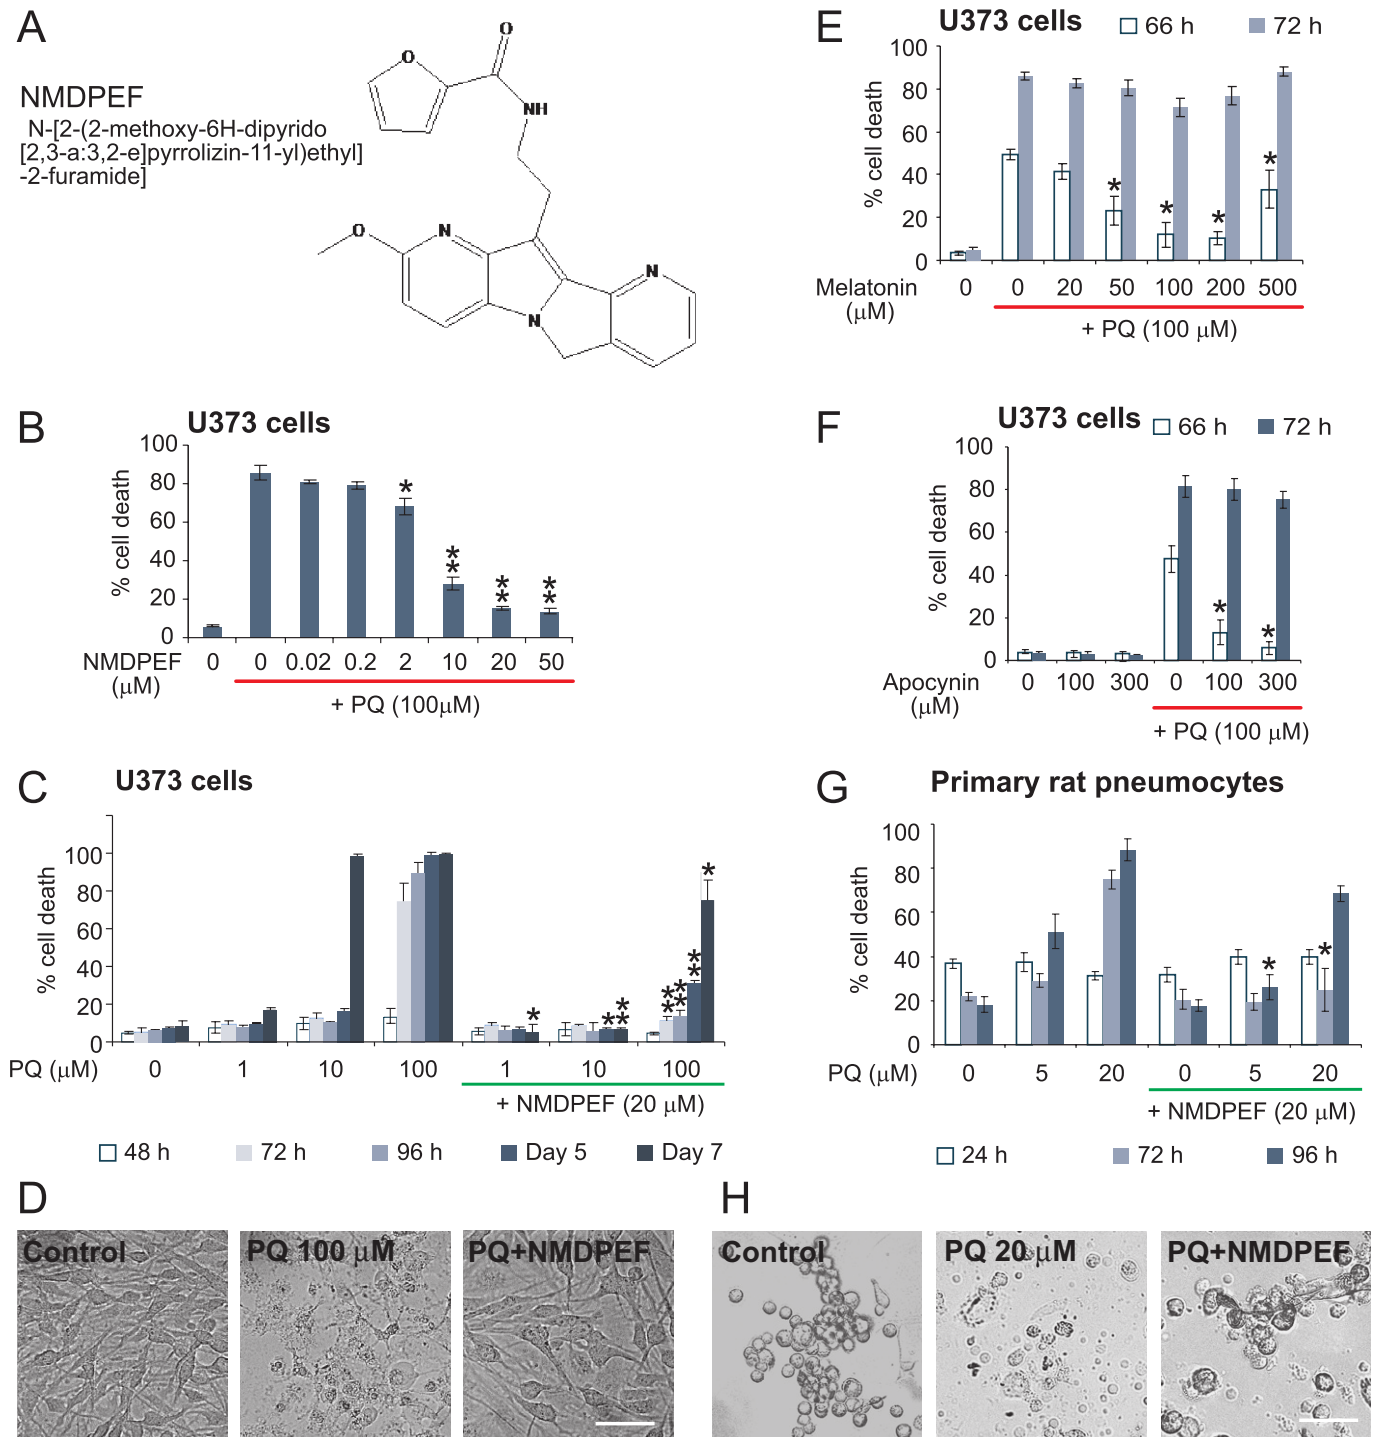 A
NMDPEF
N-[2-(2-methoxy-6H-dipyrido
[2,3-a:3,2-e]pyrrolizin-11-yl)ethyl]
-2-furamide]
O
O
NH
O
N
N
N
B
U373 cells
% cell death
100
80
60
40
20
0
* * * * * * *
NMDPEF 0 0 0.02 0.2 2 10 20 50
(µM)
+ PQ (100µM)
C
U373 cells
% cell death
100
80
60
40
20
0
* * * * * * * * * * *
PQ (µM) 0 1 10 100 1 10 100
+ NMDPEF (20 µM)
48 h 72 h 96 h Day 5 Day 7
D
Control
PQ 100 µM
PQ+NMDPEF
E
U373 cells
66 h 72 h
% cell death
100
80
60
40
20
0
* * * *
Melatonin 0 0 20 50 100 200 500
(µM)
+ PQ (100 µM)
F
U373 cells
66 h 72 h
% cell death
100
80
60
40
20
0
* *
Apocynin 0 100 300 0 100 300
(µM)
+ PQ (100 µM)
G
Primary rat pneumocytes
% cell death
100
80
60
40
20
0
* *
PQ (µM) 0 5 20 0 5 20
+ NMDPEF (20 µM)
24 h 72 h 96 h
H
Control
PQ 20 µM
PQ+NMDPEF